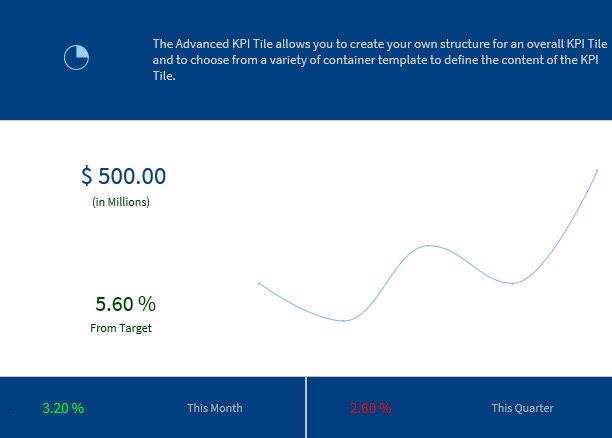 The Advanced KPI Tile allows you to create your own structure for an overall KPI Tile
and to choose from a variety of container template to define the content of the KPI
Tile.
$ 500.00
(in Millions)
5.60 %
From Target
3.20 %
This Month
2.60 %
This Quarter